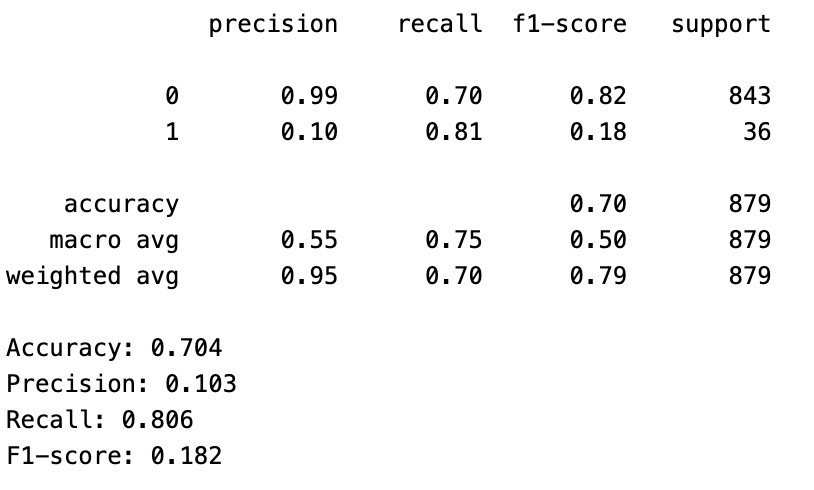 precision recall f1-score support
0 0.99 0.70 0.82 843
1 0.10 0.81 0.18 36
accuracy 0.70 879
macro avg 0.55 0.75 0.50 879
weighted avg 0.95 0.70 0.79 879
Accuracy: 0.704
Precision: 0.103
Recall: 0.806
F1-score: 0.182